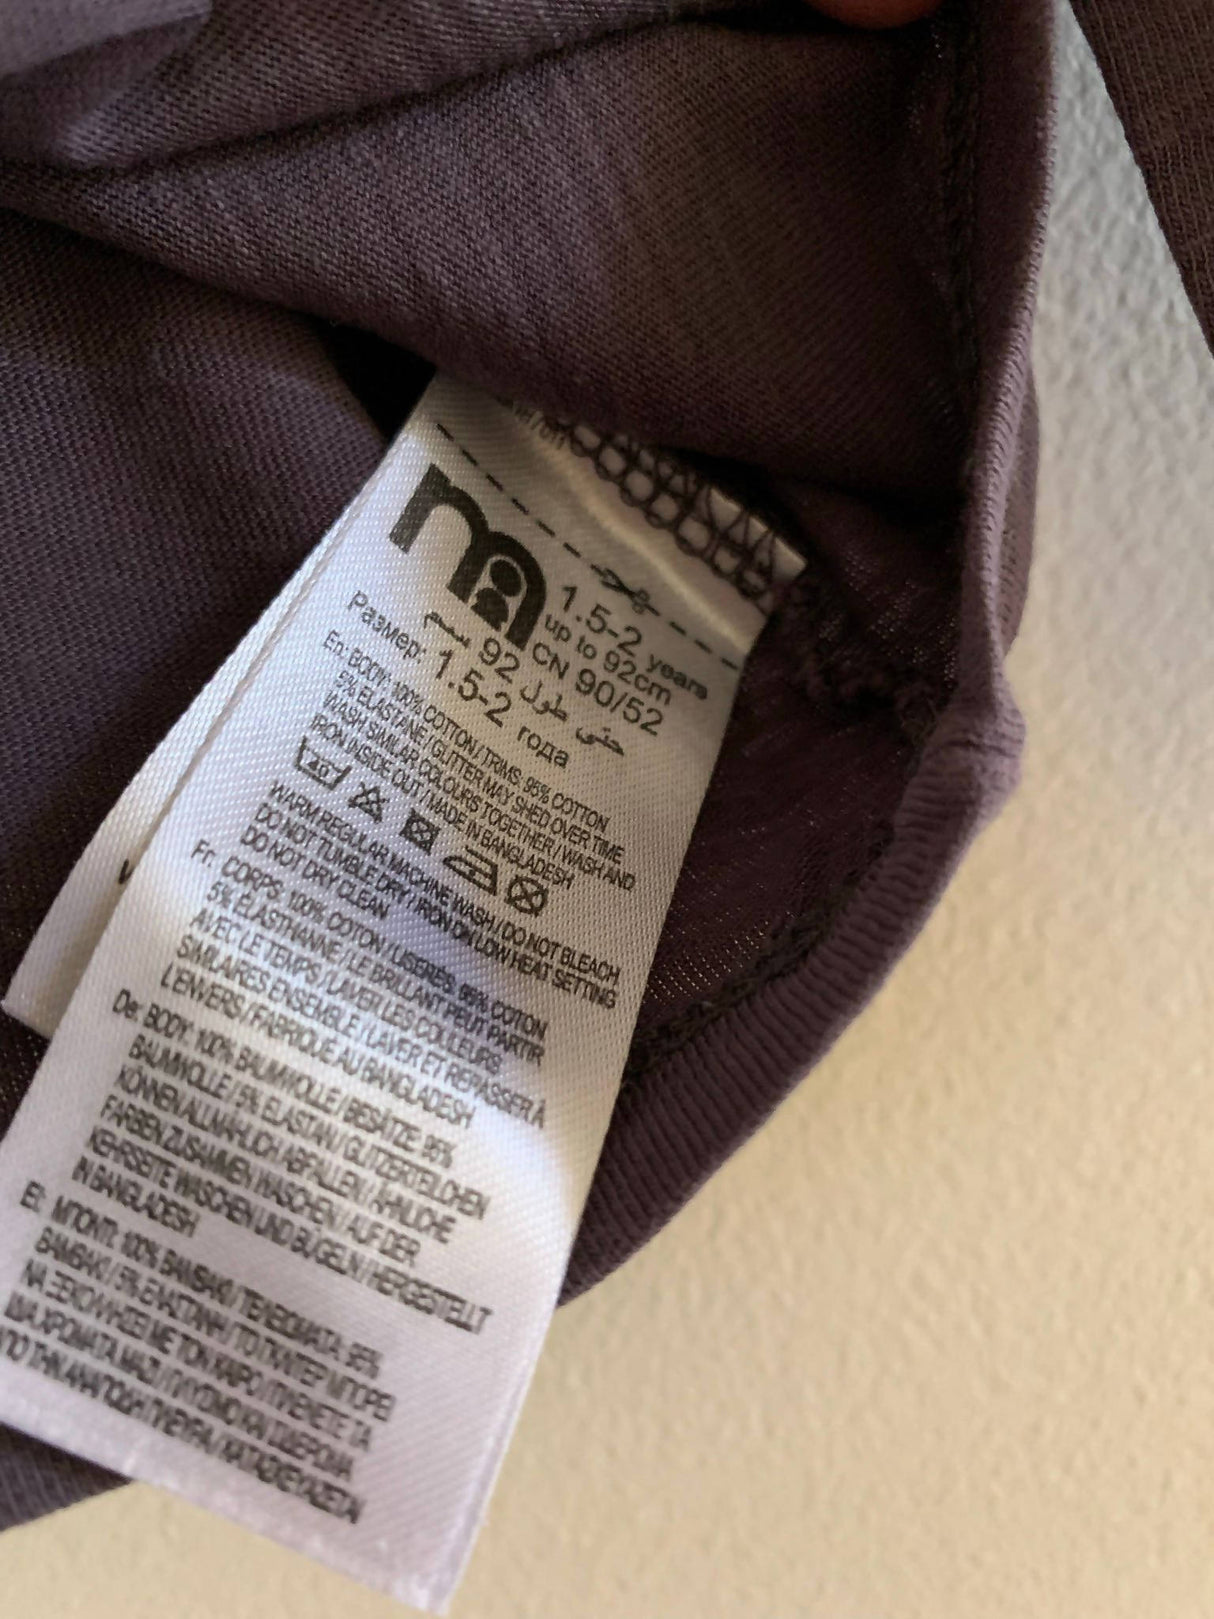 1.5-2 years
up to 92cm
CN 90/52
حتى طول 92 سم
Размер: 1.5-2 года
En: BODY: 100% COTTON / TRIMS: 95% COTTON
5% ELASTANE / GLITTER MAY SHED OVER TIME
WASH SIMILAR COLOURS TOGETHER / WASH AND
IRON INSIDE OUT / MADE IN BANGLADESH
40
WARM REGULAR MACHINE WASH / DO NOT BLEACH
DO NOT TUMBLE DRY / IRON ON LOW HEAT SETTING
DO NOT DRY CLEAN
Fr: CORPS: 100% COTON / LISERÉS: 95% COTON
5% ÉLASTHANNE / LE BRILLANT PEUT PARTIR
AVEC LE TEMPS / LAVER LES COULEURS
SIMILAIRES ENSEMBLE / LAVER ET REPASSER À
L'ENVERS / FABRIQUÉ AU BANGLADESH
De: BODY: 100% BAUMWOLLE / BESÄTZE: 95%
BAUMWOLLE / 5% ELASTAN / GLITZERTEILCHEN
KÖNNEN ALLMÄHLICH ABFALLEN / ÄHNLICHE
FARBEN ZUSAMMEN WASCHEN / AUF DER
KEHRSEITE WASCHEN UND BÜGELN / HERGESTELLT
IN BANGLADESH
El: ΜΠΟΝΤΙ: 100% ΒΑΜΒΑΚΙ / ΤΕΛΕΙΩΜΑΤΑ: 95%
ΒΑΜΒΑΚΙ / 5% ΕΛΑΣΤΑΝΗ / ΤΟ ΓΚΛΙΤΕΡ ΜΠΟΡΕΙ
ΝΑ ΞΕΚΟΛΛΗΣΕΙ ΜΕ ΤΟΝ ΚΑΙΡΟ / ΠΛΕΝΕΤΕ ΤΑ
ΙΔΙΑ ΧΡΩΜΑΤΑ ΜΑΖΙ / ΠΛΥΣΙΜΟ ΚΑΙ ΣΙΔΕΡΩΜΑ
ΑΠΟ ΤΗΝ ΑΝΑΠΟΔΗ ΠΛΕΥΡΑ / ΚΑΤΑΣΚΕΥΑΖΕΤΑΙ